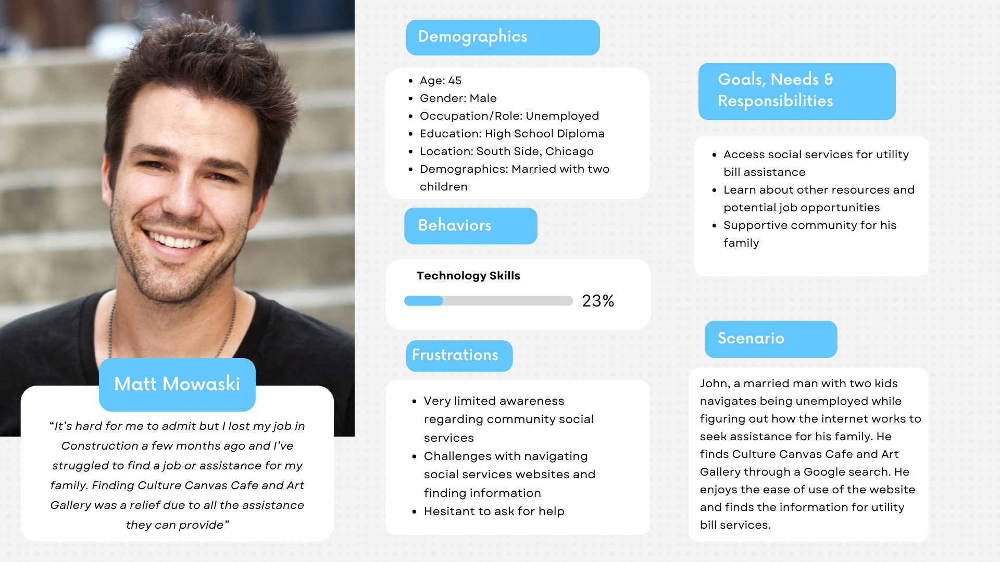 Matt Mowaski
“It’s hard for me to admit but I lost my job in
Construction a few months ago and I’ve
struggled to find a job or assistance for my
family. Finding Culture Canvas Cafe and Art
Gallery was a relief due to all the assistance
they can provide”
Demographics
• Age: 45
• Gender: Male
• Occupation/Role: Unemployed
• Education: High School Diploma
• Location: South Side, Chicago
• Demographics: Married with two
children
Behaviors
Technology Skills
23%
Frustrations
• Very limited awareness
regarding community social
services
• Challenges with navigating
social services websites and
finding information
• Hesitant to ask for help
Goals, Needs &
Responsibilities
• Access social services for utility
bill assistance
• Learn about other resources and
potential job opportunities
• Supportive community for his
family
Scenario
John, a married man with two kids
navigates being unemployed while
figuring out how the internet works to
seek assistance for his family. He
finds Culture Canvas Cafe and Art
Gallery through a Google search. He
enjoys the ease of use of the website
and finds the information for utility
bill services.